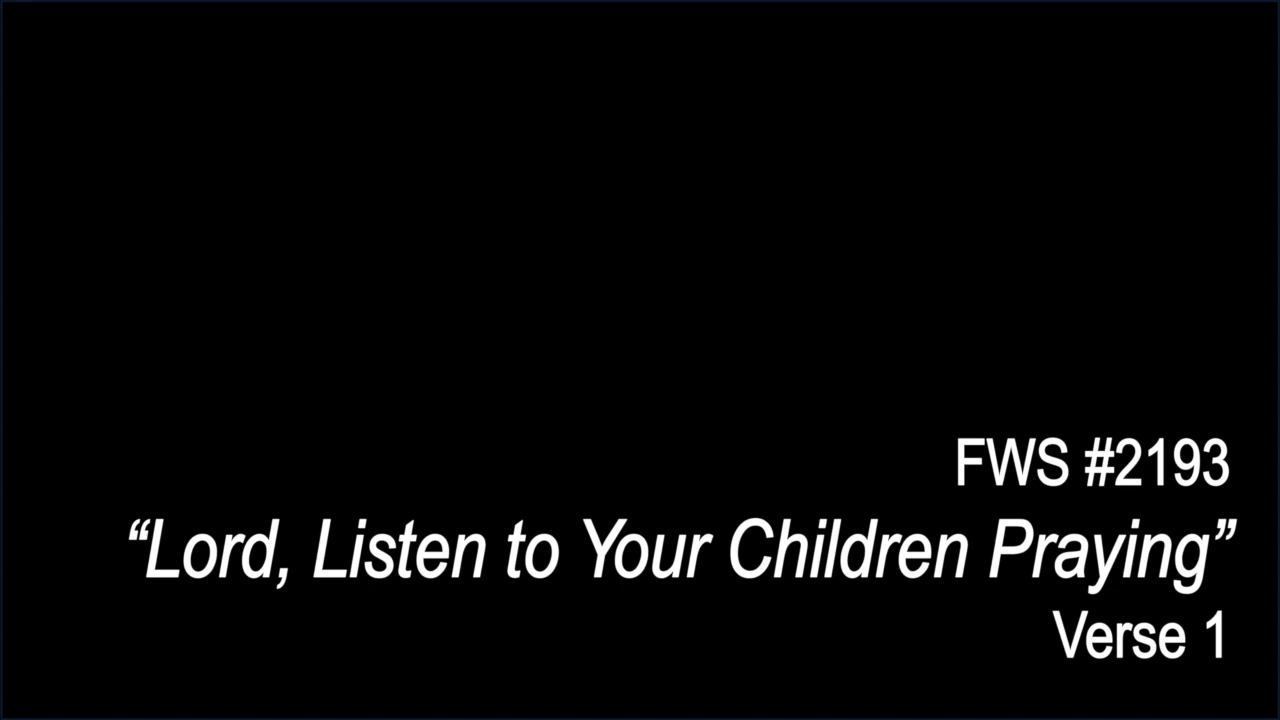 FWS #2193
“Lord, Listen to Your Children Praying”
Verse 1